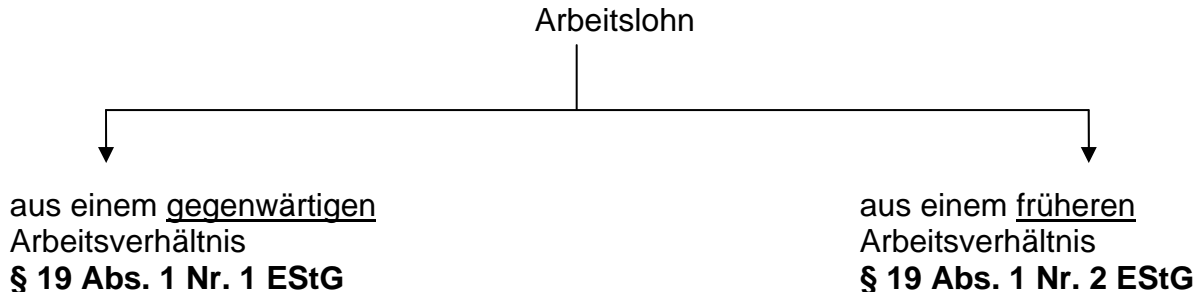 Arbeitslohn
aus einem gegenwärtigen
Arbeitsverhältnis
§ 19 Abs. 1 Nr. 1 EStG
aus einem früheren
Arbeitsverhältnis
§ 19 Abs. 1 Nr. 2 EStG